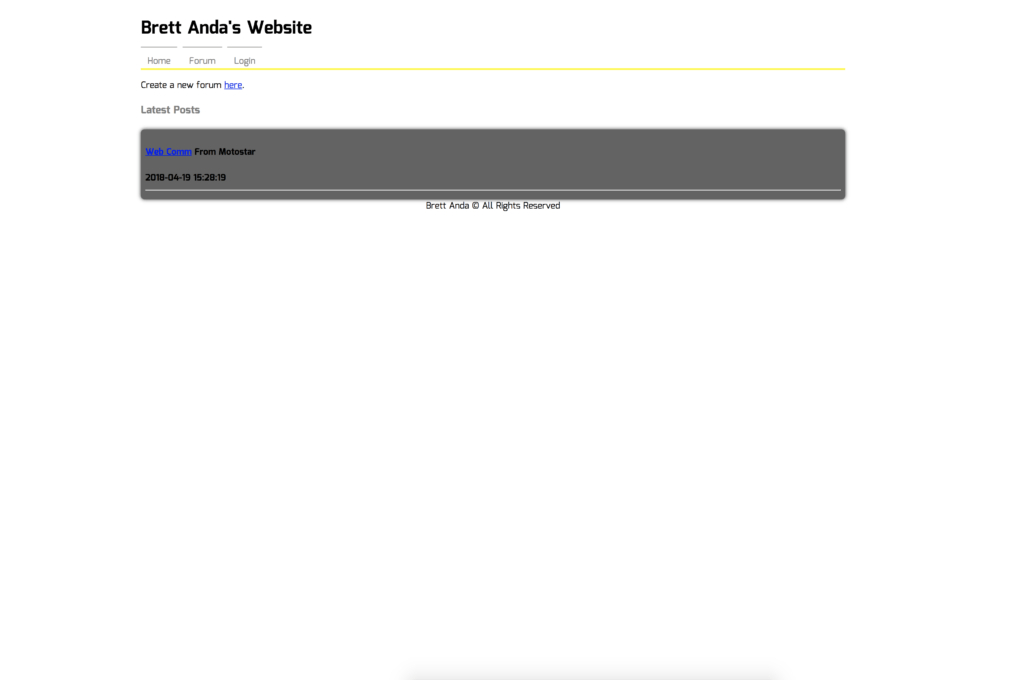 Brett Anda's Website
Home Forum Login
Create a new forum here.
Latest Posts
Web Comm From Motostar
2018-04-19 15:28:19
Brett Anda © All Rights Reserved